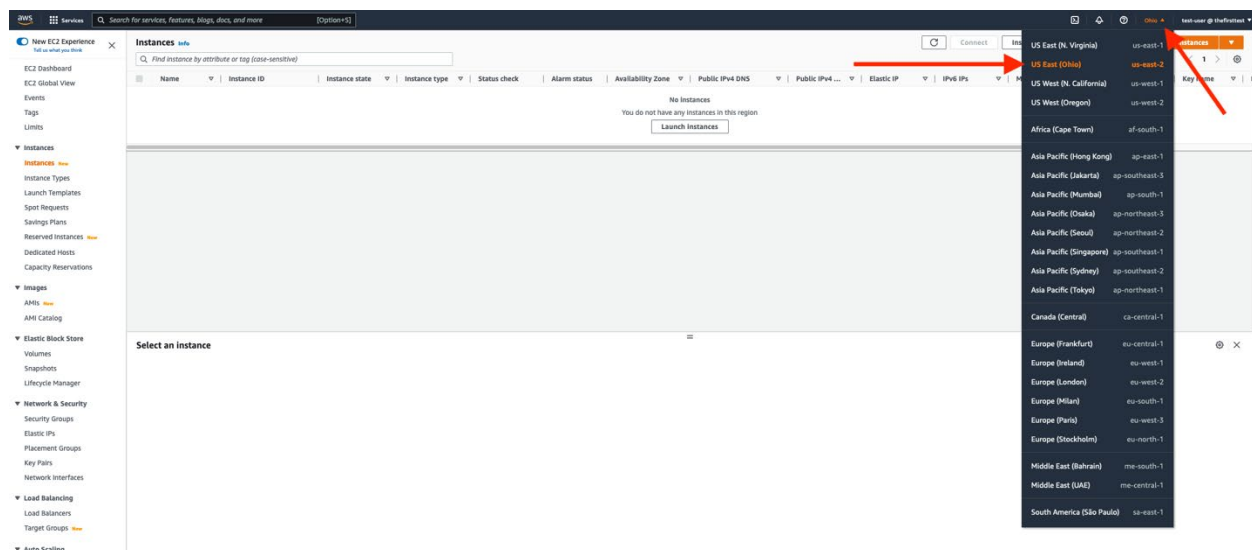 aws Services Search for services, features, blogs, docs, and more [Option+S] Ohio test-user @ thefirsttest
New EC2 Experience
Tell us what you think
EC2 Dashboard
EC2 Global View
Events
Tags
Limits
Instances
Instances New
Instance Types
Launch Templates
Spot Requests
Savings Plans
Reserved Instances New
Dedicated Hosts
Capacity Reservations
Images
AMIs New
AMI Catalog
Elastic Block Store
Volumes
Snapshots
Lifecycle Manager
Network & Security
Security Groups
Elastic IPs
Placement Groups
Key Pairs
Network Interfaces
Load Balancing
Load Balancers
Target Groups New
Auto Scaling
Instances Info
Connect
Find instance by attribute or tag (case-sensitive)
1
Name Instance ID Instance state Instance type Status check Alarm status Availability Zone Public IPv4 DNS Public IPv4 ... Elastic IP IPv6 IPs
No instances
You do not have any instances in this region
Launch instances
Select an instance
US East (N. Virginia) us-east-1
US East (Ohio) us-east-2
US West (N. California) us-west-1
US West (Oregon) us-west-2
Africa (Cape Town) af-south-1
Asia Pacific (Hong Kong) ap-east-1
Asia Pacific (Jakarta) ap-southeast-3
Asia Pacific (Mumbai) ap-south-1
Asia Pacific (Osaka) ap-northeast-3
Asia Pacific (Seoul) ap-northeast-2
Asia Pacific (Singapore) ap-southeast-1
Asia Pacific (Sydney) ap-southeast-2
Asia Pacific (Tokyo) ap-northeast-1
Canada (Central) ca-central-1
Europe (Frankfurt) eu-central-1
Europe (Ireland) eu-west-1
Europe (London) eu-west-2
Europe (Milan) eu-south-1
Europe (Paris) eu-west-3
Europe (Stockholm) eu-north-1
Middle East (Bahrain) me-south-1
Middle East (UAE) me-central-1
South America (São Paulo) sa-east-1